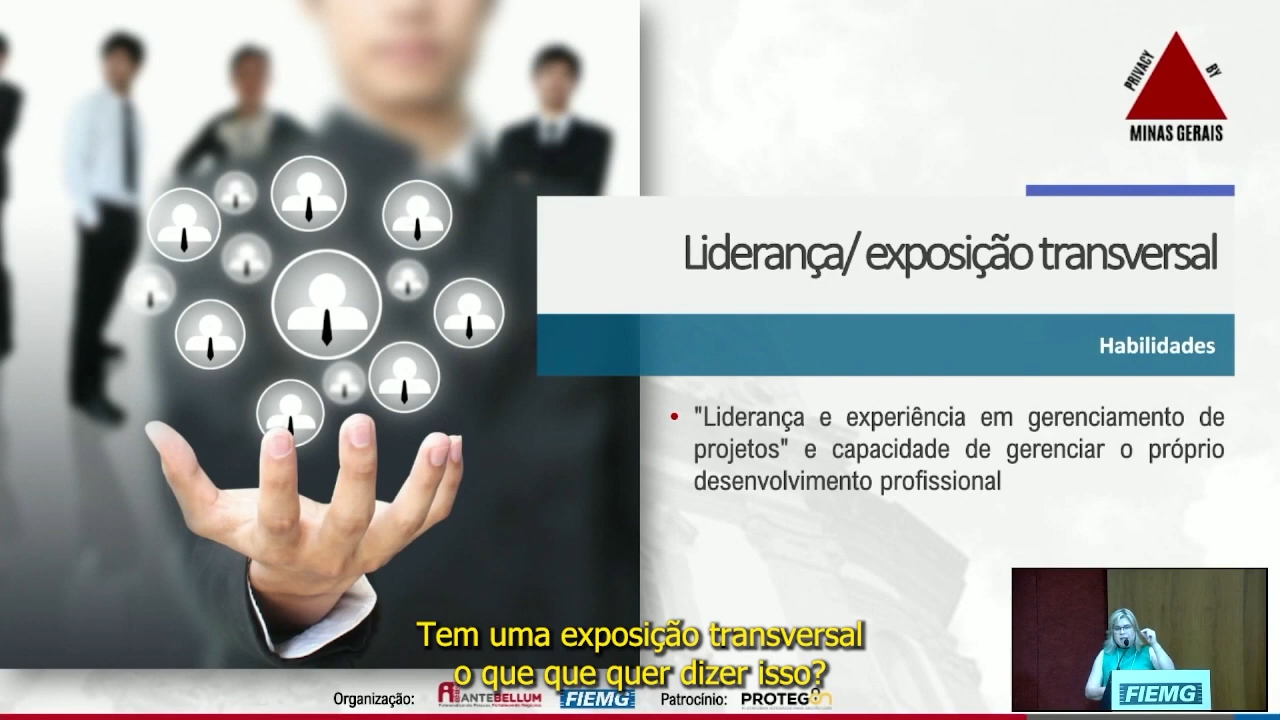 PRIVACY
BY
MINAS GERAIS
Liderança/ exposição transversal
Habilidades
• "Liderança e experiência em gerenciamento de
projetos" e capacidade de gerenciar o próprio
desenvolvimento profissional
Tem uma exposição transversal
o que que quer dizer isso?
Organização:
ANTEBELLUM
FIEMG
Patrocínio:
PROTEGON
FIEMG